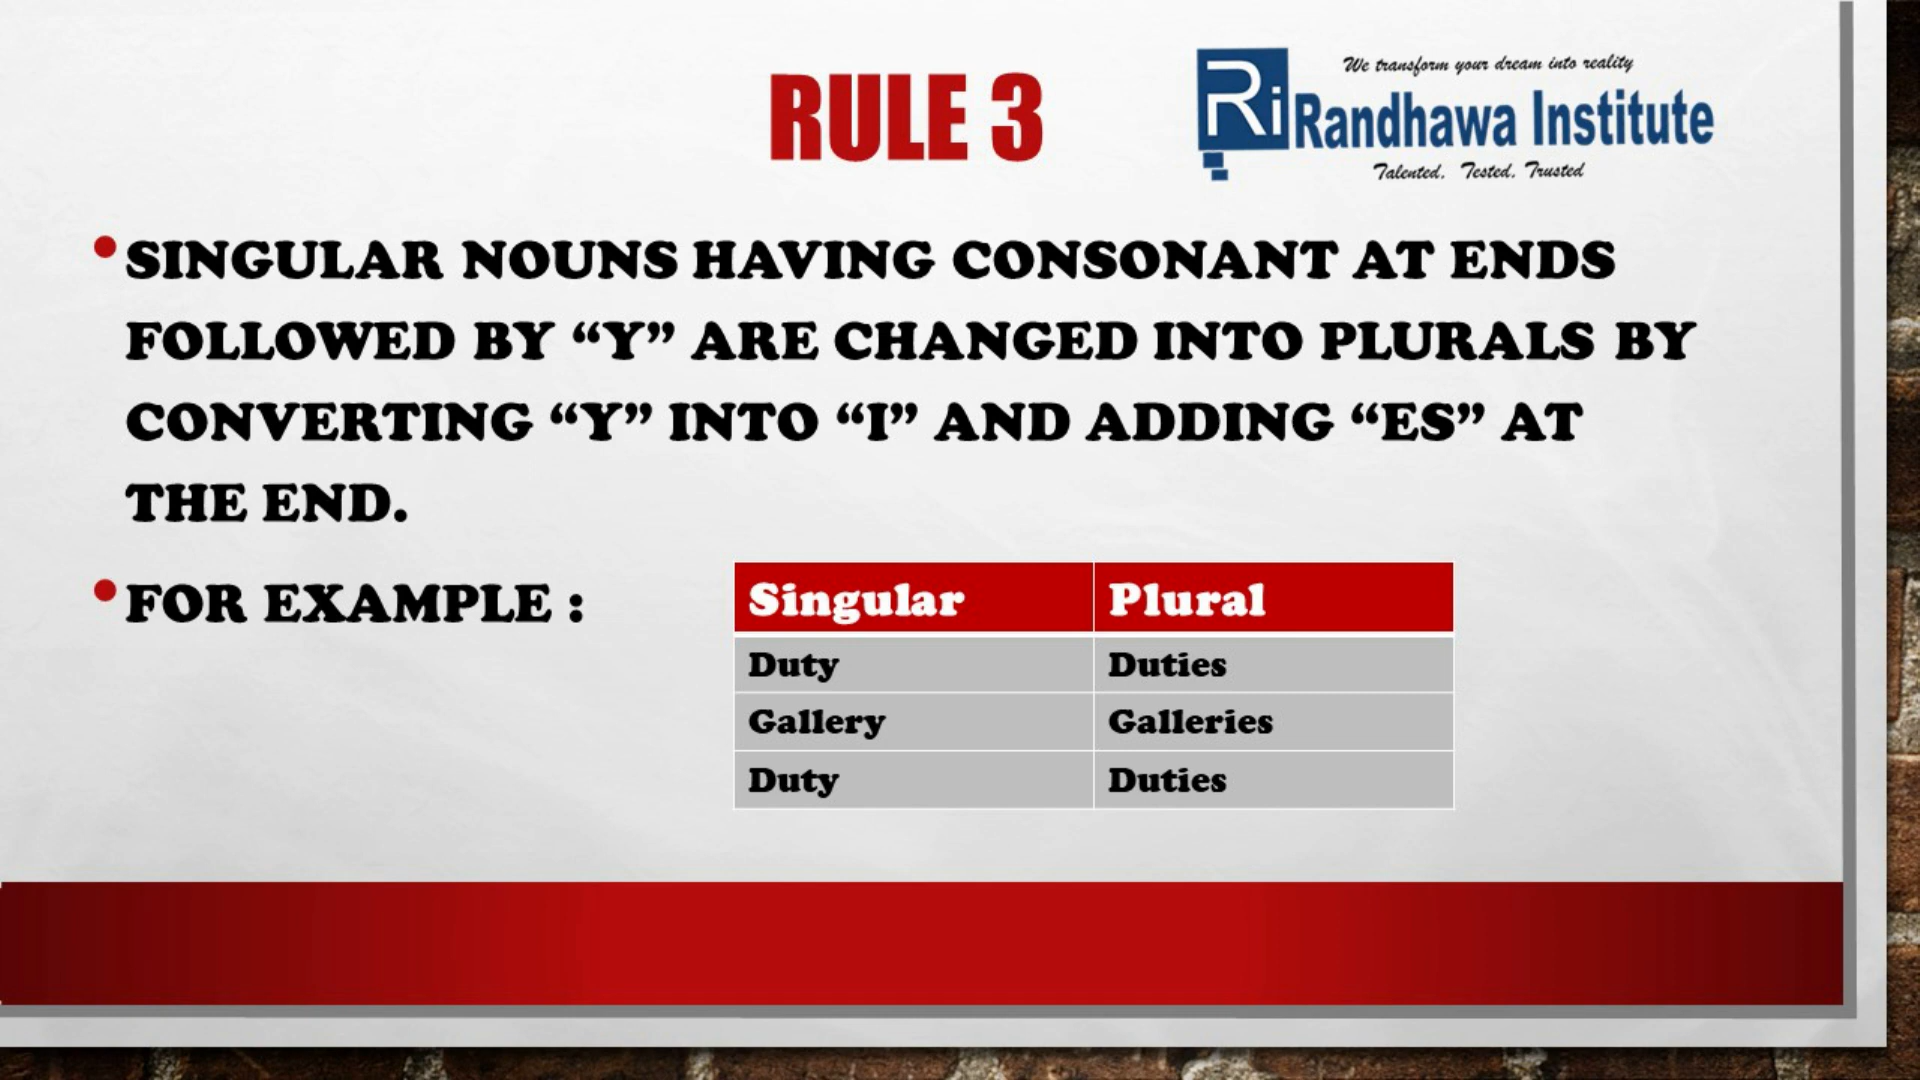 RULE 3
We transform your dream into reality
Ri Randhawa Institute
Talented. Tested. Trusted
•SINGULAR NOUNS HAVING CONSONANT AT ENDS
FOLLOWED BY “Y” ARE CHANGED INTO PLURALS BY
CONVERTING “Y” INTO “I” AND ADDING “ES” AT
THE END.
•FOR EXAMPLE :
Singular Plural
Duty Duties
Gallery Galleries
Duty Duties